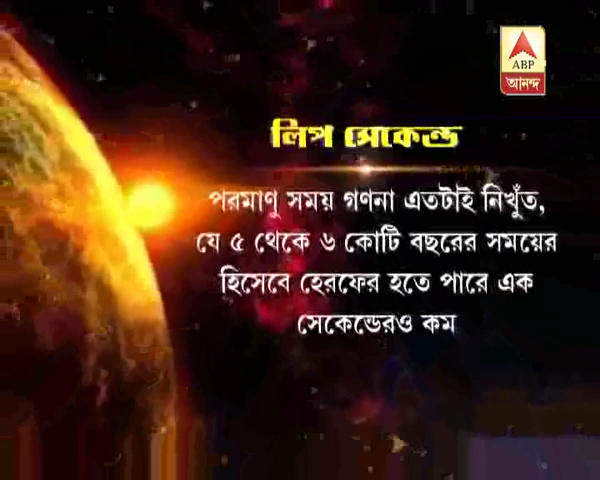 ABP
আনন্দ
লিপ সেকেন্ড
পরমাণু সময় গণনা এতটাই নিখুঁত,
যে ৫ থেকে ৬ কোটি বছরের সময়ের
হিসেবে হেরফের হতে পারে এক
সেকেন্ডেরও কম